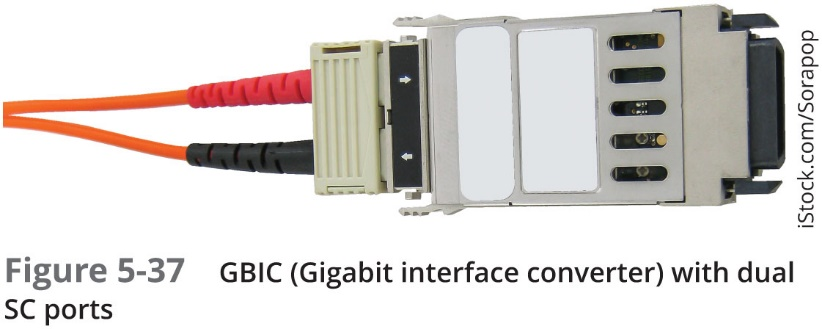 iStock.com/Sorapop
Figure 5-37 GBIC (Gigabit interface converter) with dual
SC ports